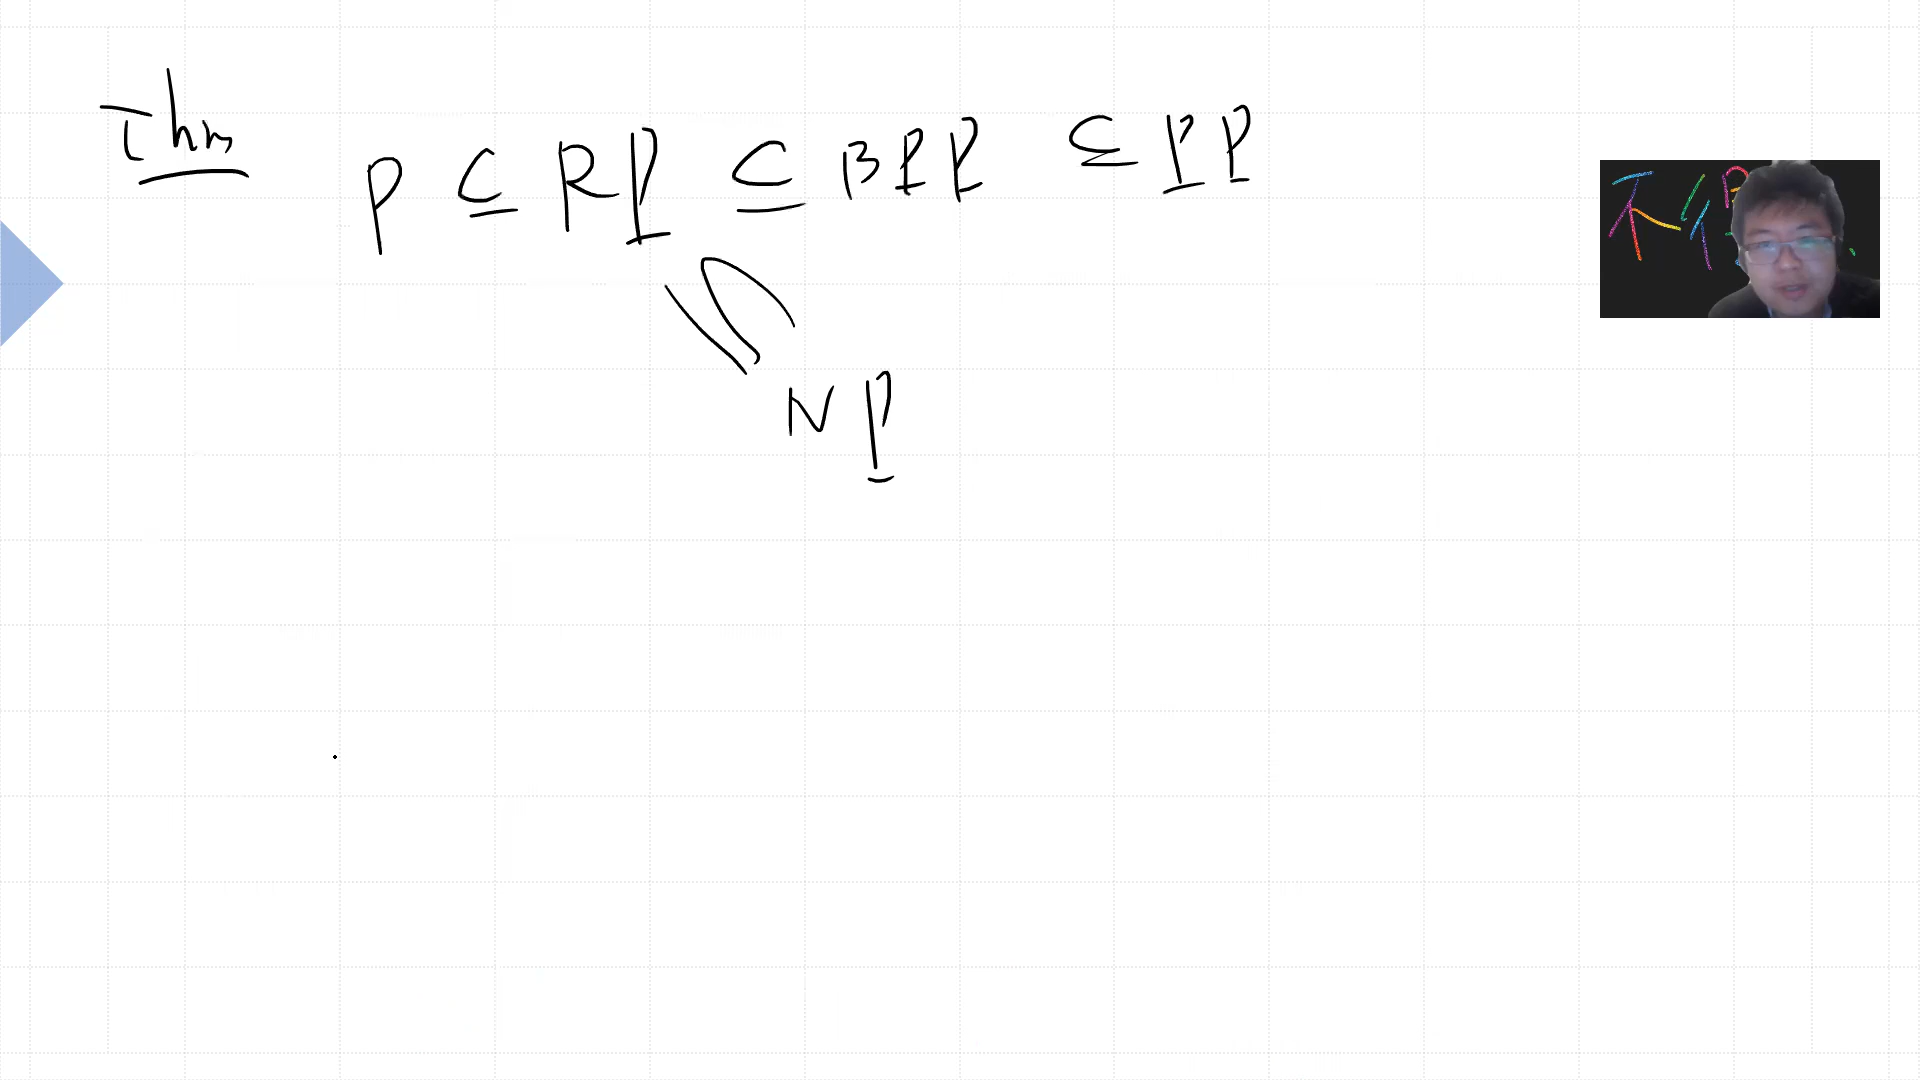 Thm
P ⊆ RP ⊆ BPP ⊆ PP
⊆
NP